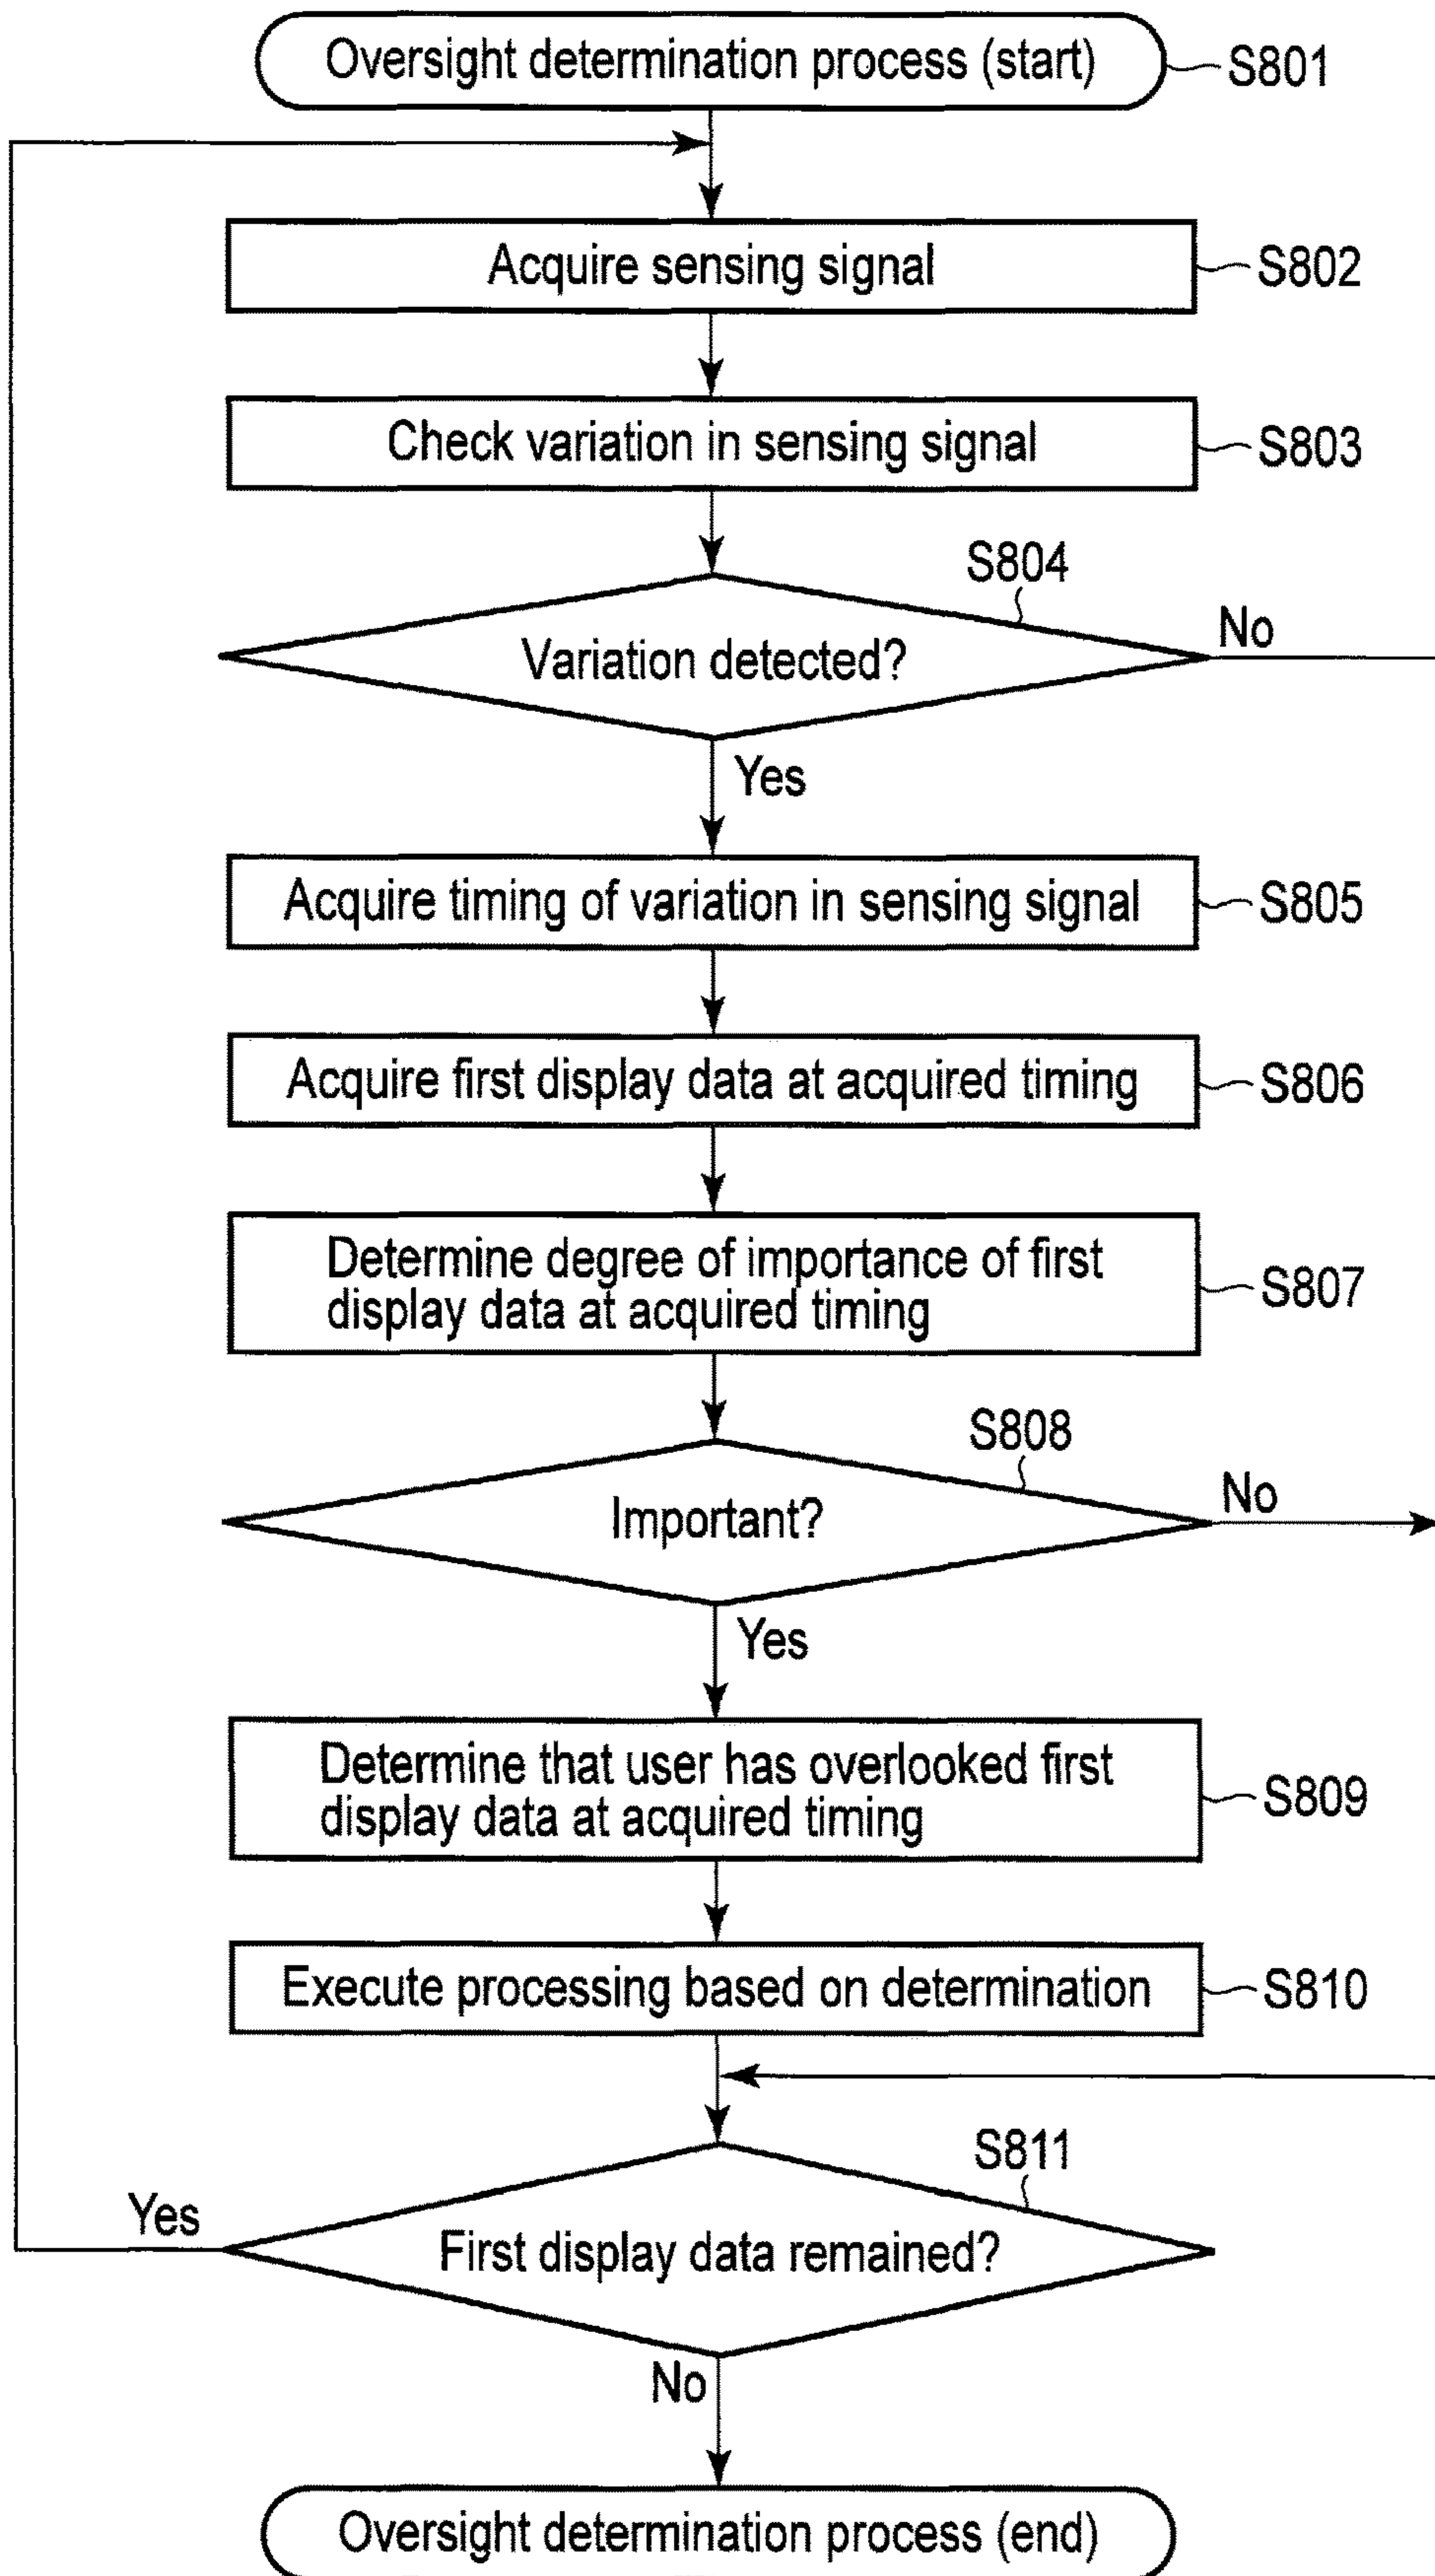 Oversight determination process (start)
S801
Acquire sensing signal
S802
Check variation in sensing signal
S803
S804
Variation detected?
No
Yes
Acquire timing of variation in sensing signal
S805
Acquire first display data at acquired timing
S806
Determine degree of importance of first
display data at acquired timing
S807
S808
Important?
No
Yes
Determine that user has overlooked first
display data at acquired timing
S809
Execute processing based on determination
S810
S811
Yes
First display data remained?
No
Oversight determination process (end)